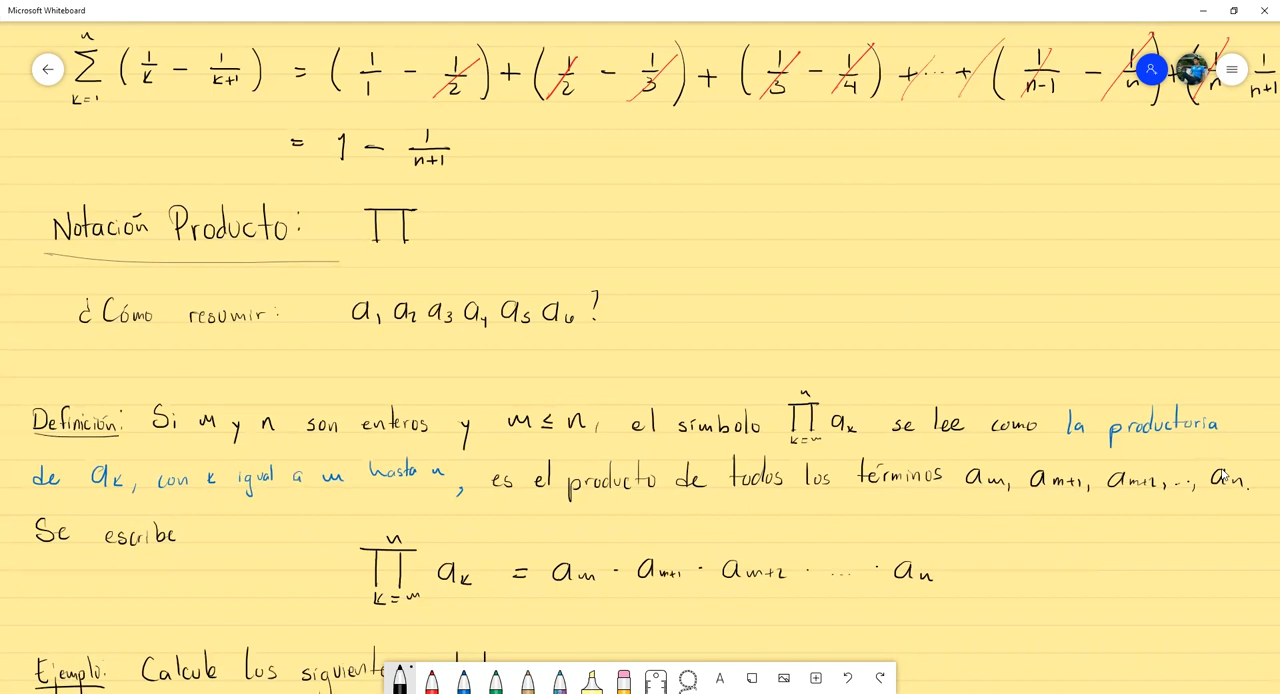 Microsoft Whiteboard
n
∑ (1/k - 1/(k+1)) = (1/1 - 1/2) + (1/2 - 1/3) + (1/3 - 1/4) + ... + (1/(n-1) - 1/n) + (1/n 1/(n+1)
k=1
= 1 - 1/(n+1)
Notación Producto: ∏
¿Cómo resumir: a₁ a₂ a₃ a₄ a₅ a₆ ?
Definición: Si m y n son enteros y m ≤ n, el símbolo ∏_{k=m}^{n} aₖ se lee como la productoria
de aₖ, con k igual a m hasta n, es el producto de todos los términos aₘ, aₘ₊₁, aₘ₊₂, ..., aₙ.
Se escribe
n
∏ aₖ = aₘ · aₘ₊₁ · aₘ₊₂ · ... · aₙ
k=m
Ejemplo: Calcule los siguiente